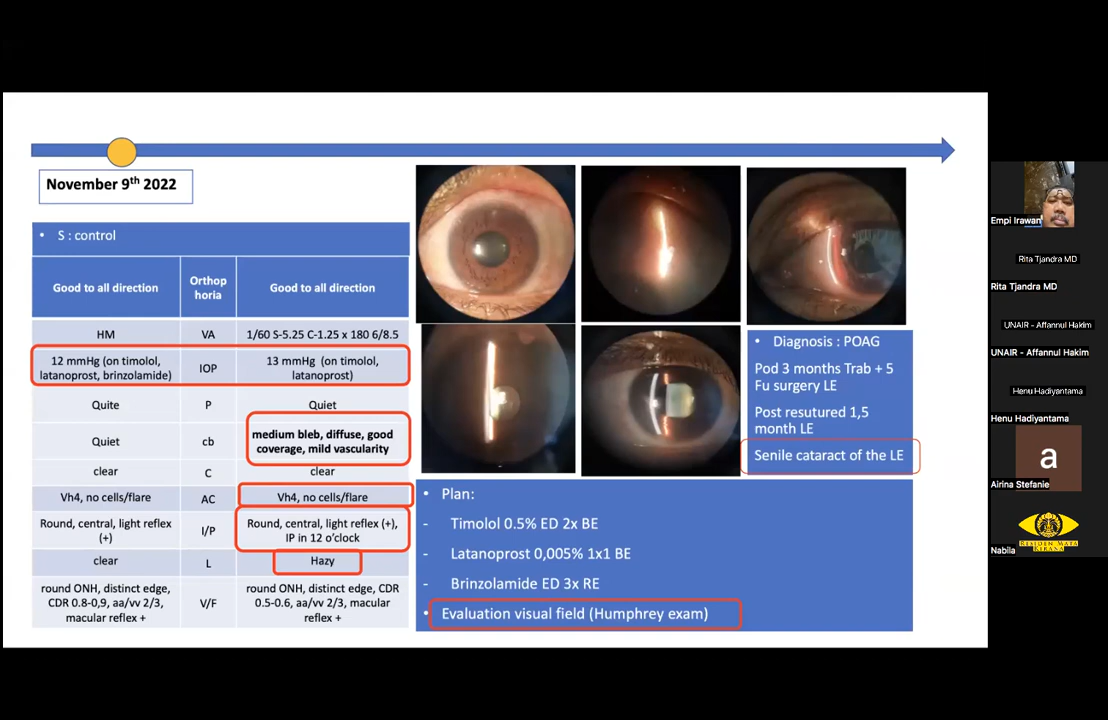 November 9th 2022
• S : control
Good to all direction
Orthop
horia
Good to all direction
HM
VA
1/60 S-5.25 C-1.25 x 180 6/8.5
12 mmHg (on timolol,
latanoprost, brinzolamide)
IOP
13 mmHg (on timolol,
latanoprost)
Quite
P
Quiet
Quiet
cb
medium bleb, diffuse, good
coverage, mild vascularity
clear
C
clear
Vh4, no cells/flare
AC
Vh4, no cells/flare
Round, central, light reflex
(+)
I/P
Round, central, light reflex (+),
IP in 12 o'clock
clear
L
Hazy
round ONH, distinct edge,
CDR 0.8-0,9, aa/vv 2/3,
macular reflex +
V/F
round ONH, distinct edge, CDR
0.5-0.6, aa/vv 2/3, macular
reflex +
• Diagnosis : POAG
Pod 3 months Trab + 5
Fu surgery LE
Post resutured 1,5
month LE
Senile cataract of the LE
• Plan:
- Timolol 0.5% ED 2x BE
- Latanoprost 0,005% 1x1 BE
- Brinzolamide ED 3x RE
• Evaluation visual field (Humphrey exam)
Empi Irawan
Rita Tjandra MD
Rita Tjandra MD
UNAIR - Affannul Hakim
UNAIR - Affannul Hakim
Henu Hadiyantama
Henu Hadiyantama
a
Airina Stefanie
RESIDEN MATA
KIRANA
Nabila